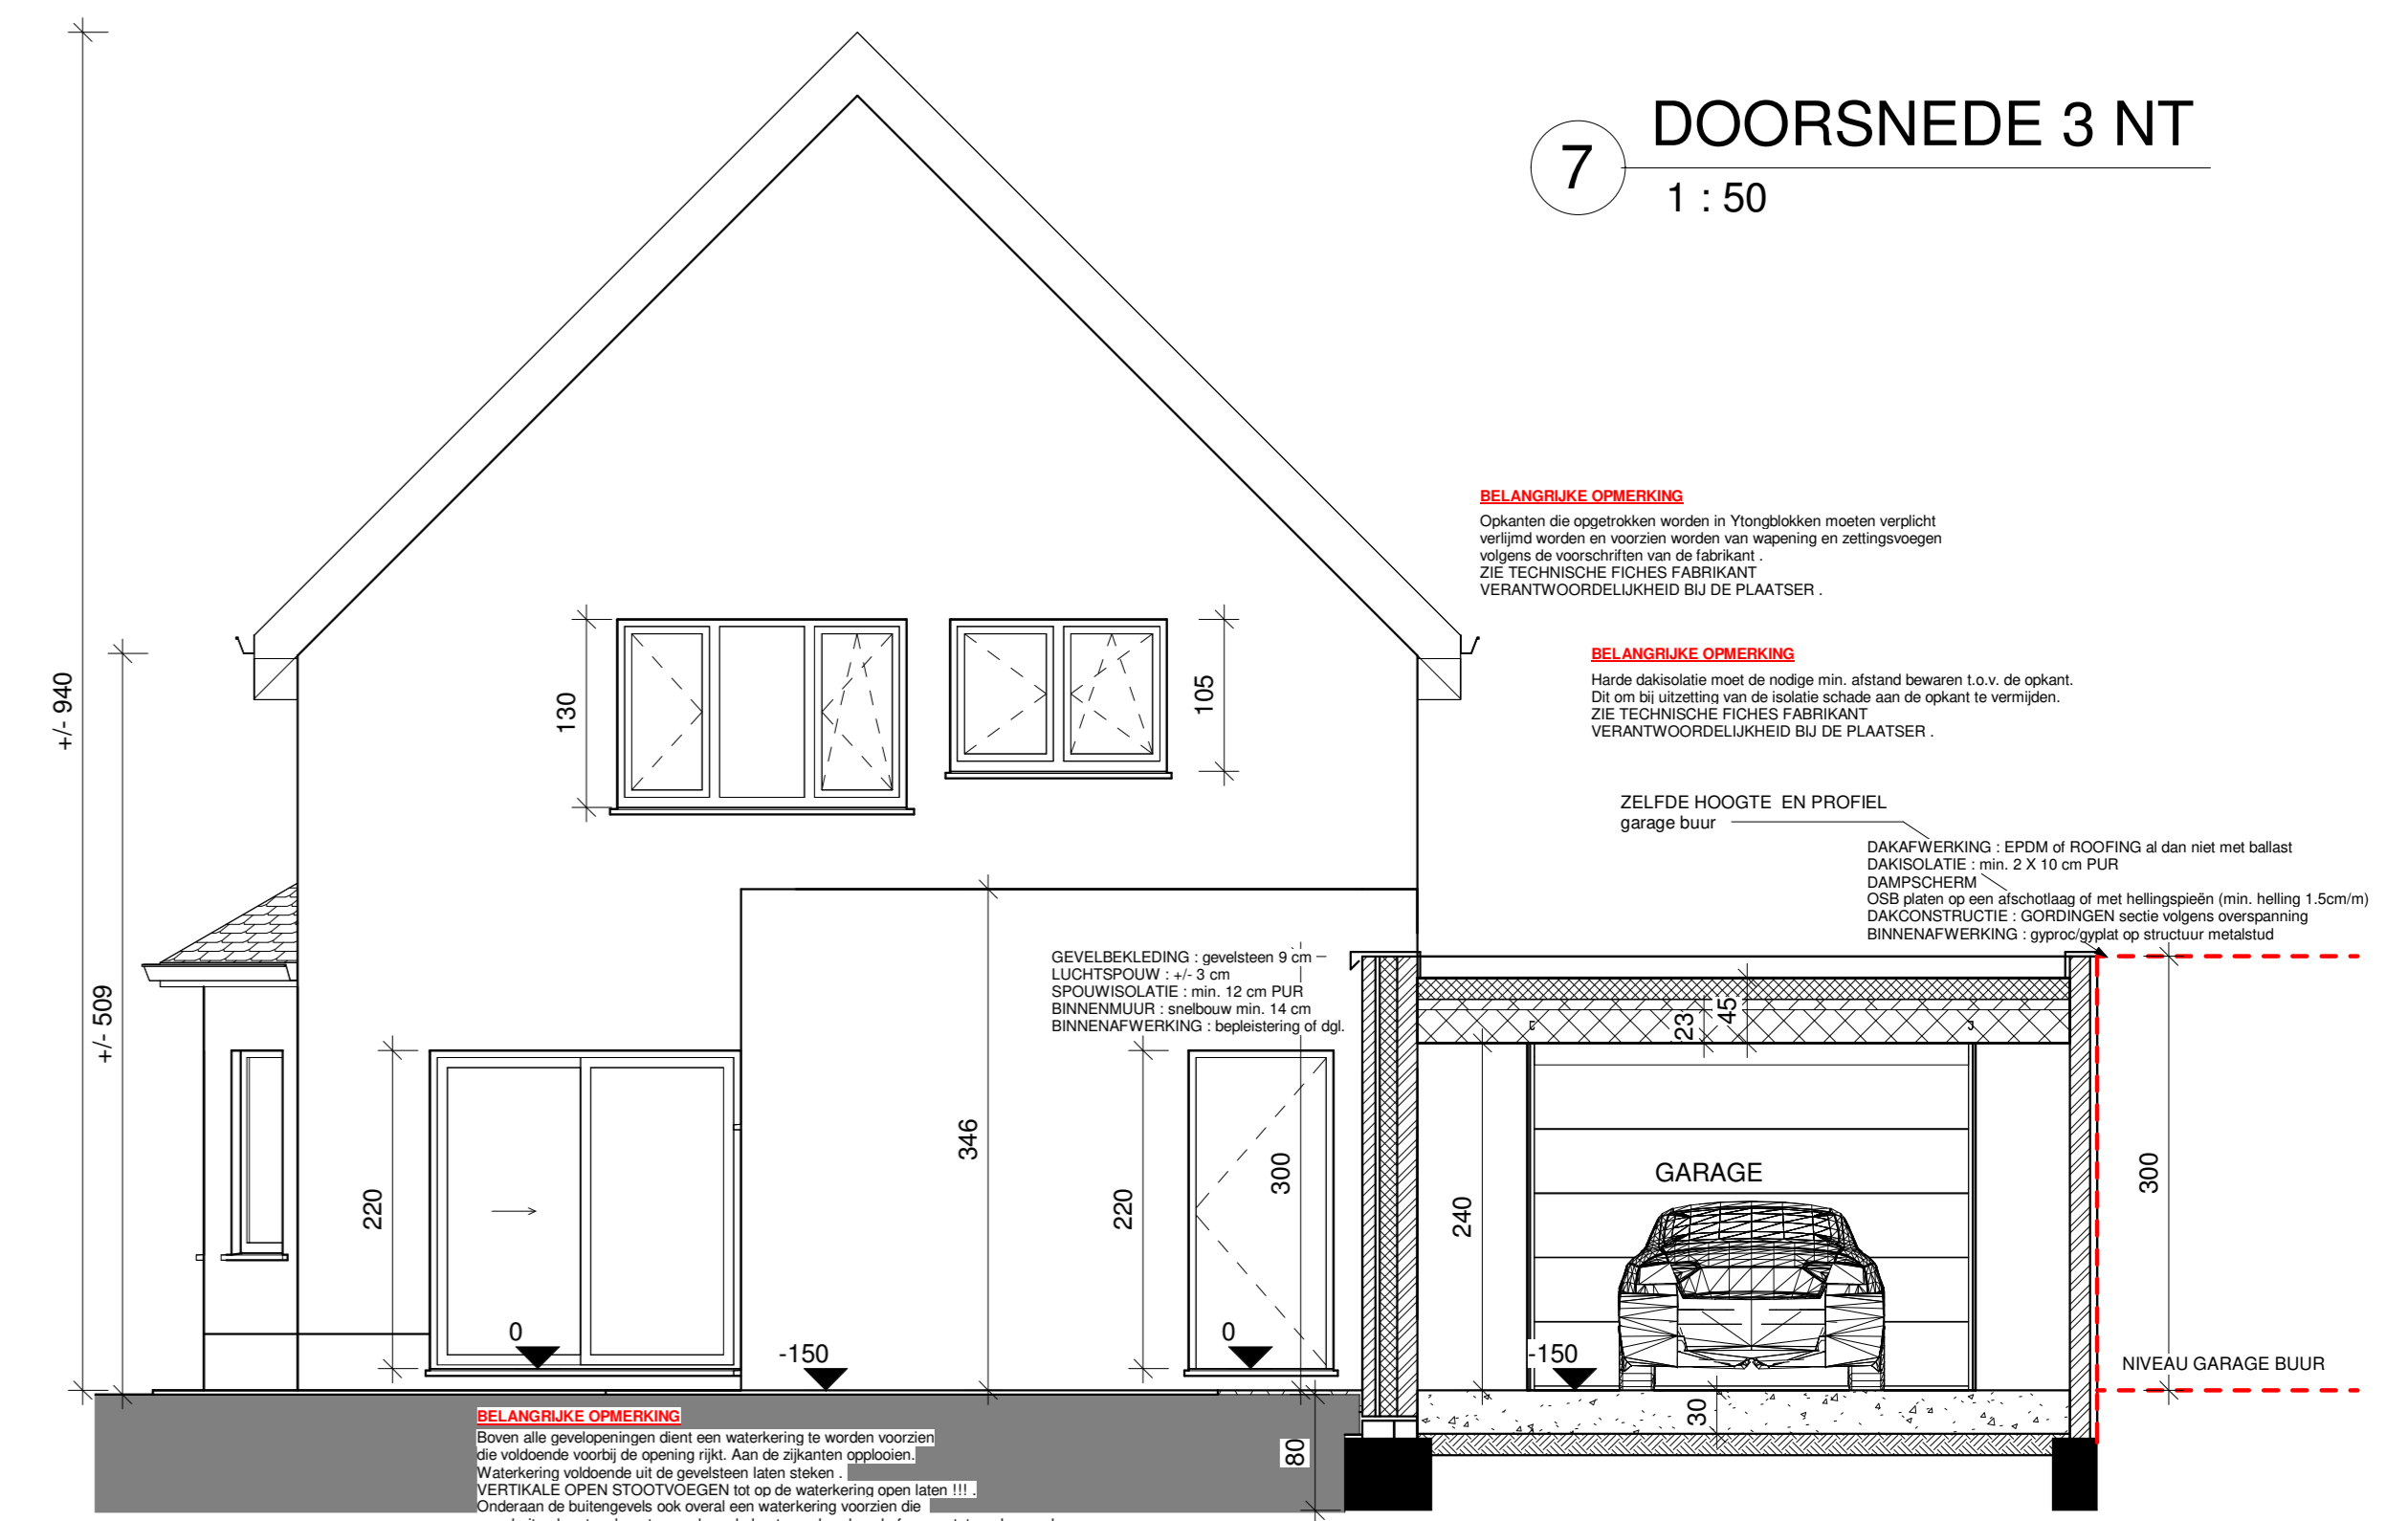 7
DOORSNEDE 3 NT
1 : 50
+/- 940
+/- 509
130
105
BELANGRIJKE OPMERKING
Opkanten die opgetrokken worden in Ytongblokken moeten verplicht
verlijmd worden en voorzien worden van wapening en zettingsvoegen
volgens de voorschriften van de fabrikant .
ZIE TECHNISCHE FICHES FABRIKANT
VERANTWOORDELIJKHEID BIJ DE PLAATSER .
BELANGRIJKE OPMERKING
Harde dakisolatie moet de nodige min. afstand bewaren t.o.v. de opkant.
Dit om bij uitzetting van de isolatie schade aan de opkant te vermijden.
ZIE TECHNISCHE FICHES FABRIKANT
VERANTWOORDELIJKHEID BIJ DE PLAATSER .
ZELFDE HOOGTE EN PROFIEL
garage buur
DAKAFWERKING : EPDM of ROOFING al dan niet met ballast
DAKISOLATIE : min. 2 X 10 cm PUR
DAMPSCHERM
OSB platen op een afschotlaag of met hellingspieën (min. helling 1.5cm/m)
DAKCONSTRUCTIE : GORDINGEN sectie volgens overspanning
BINNENAFWERKING : gyproc/gyplat op structuur metalstud
GEVELBEKLEDING : gevelsteen 9 cm
LUCHTSPOUW : +/- 3 cm
SPOUWISOLATIE : min. 12 cm PUR
BINNENMUUR : snelbouw min. 14 cm
BINNENAFWERKING : bepleistering of dgl.
23
45
220
346
220
300
240
GARAGE
300
0
-150
0
-150
NIVEAU GARAGE BUUR
30
80
BELANGRIJKE OPMERKING
Boven alle gevelopeningen dient een waterkering te worden voorzien
die voldoende voorbij de opening rijkt. Aan de zijkanten opplooien.
Waterkering voldoende uit de gevelsteen laten steken .
VERTIKALE OPEN STOOTVOEGEN tot op de waterkering open laten !!! .
Onderaan de buitengevels ook overal een waterkering voorzien die